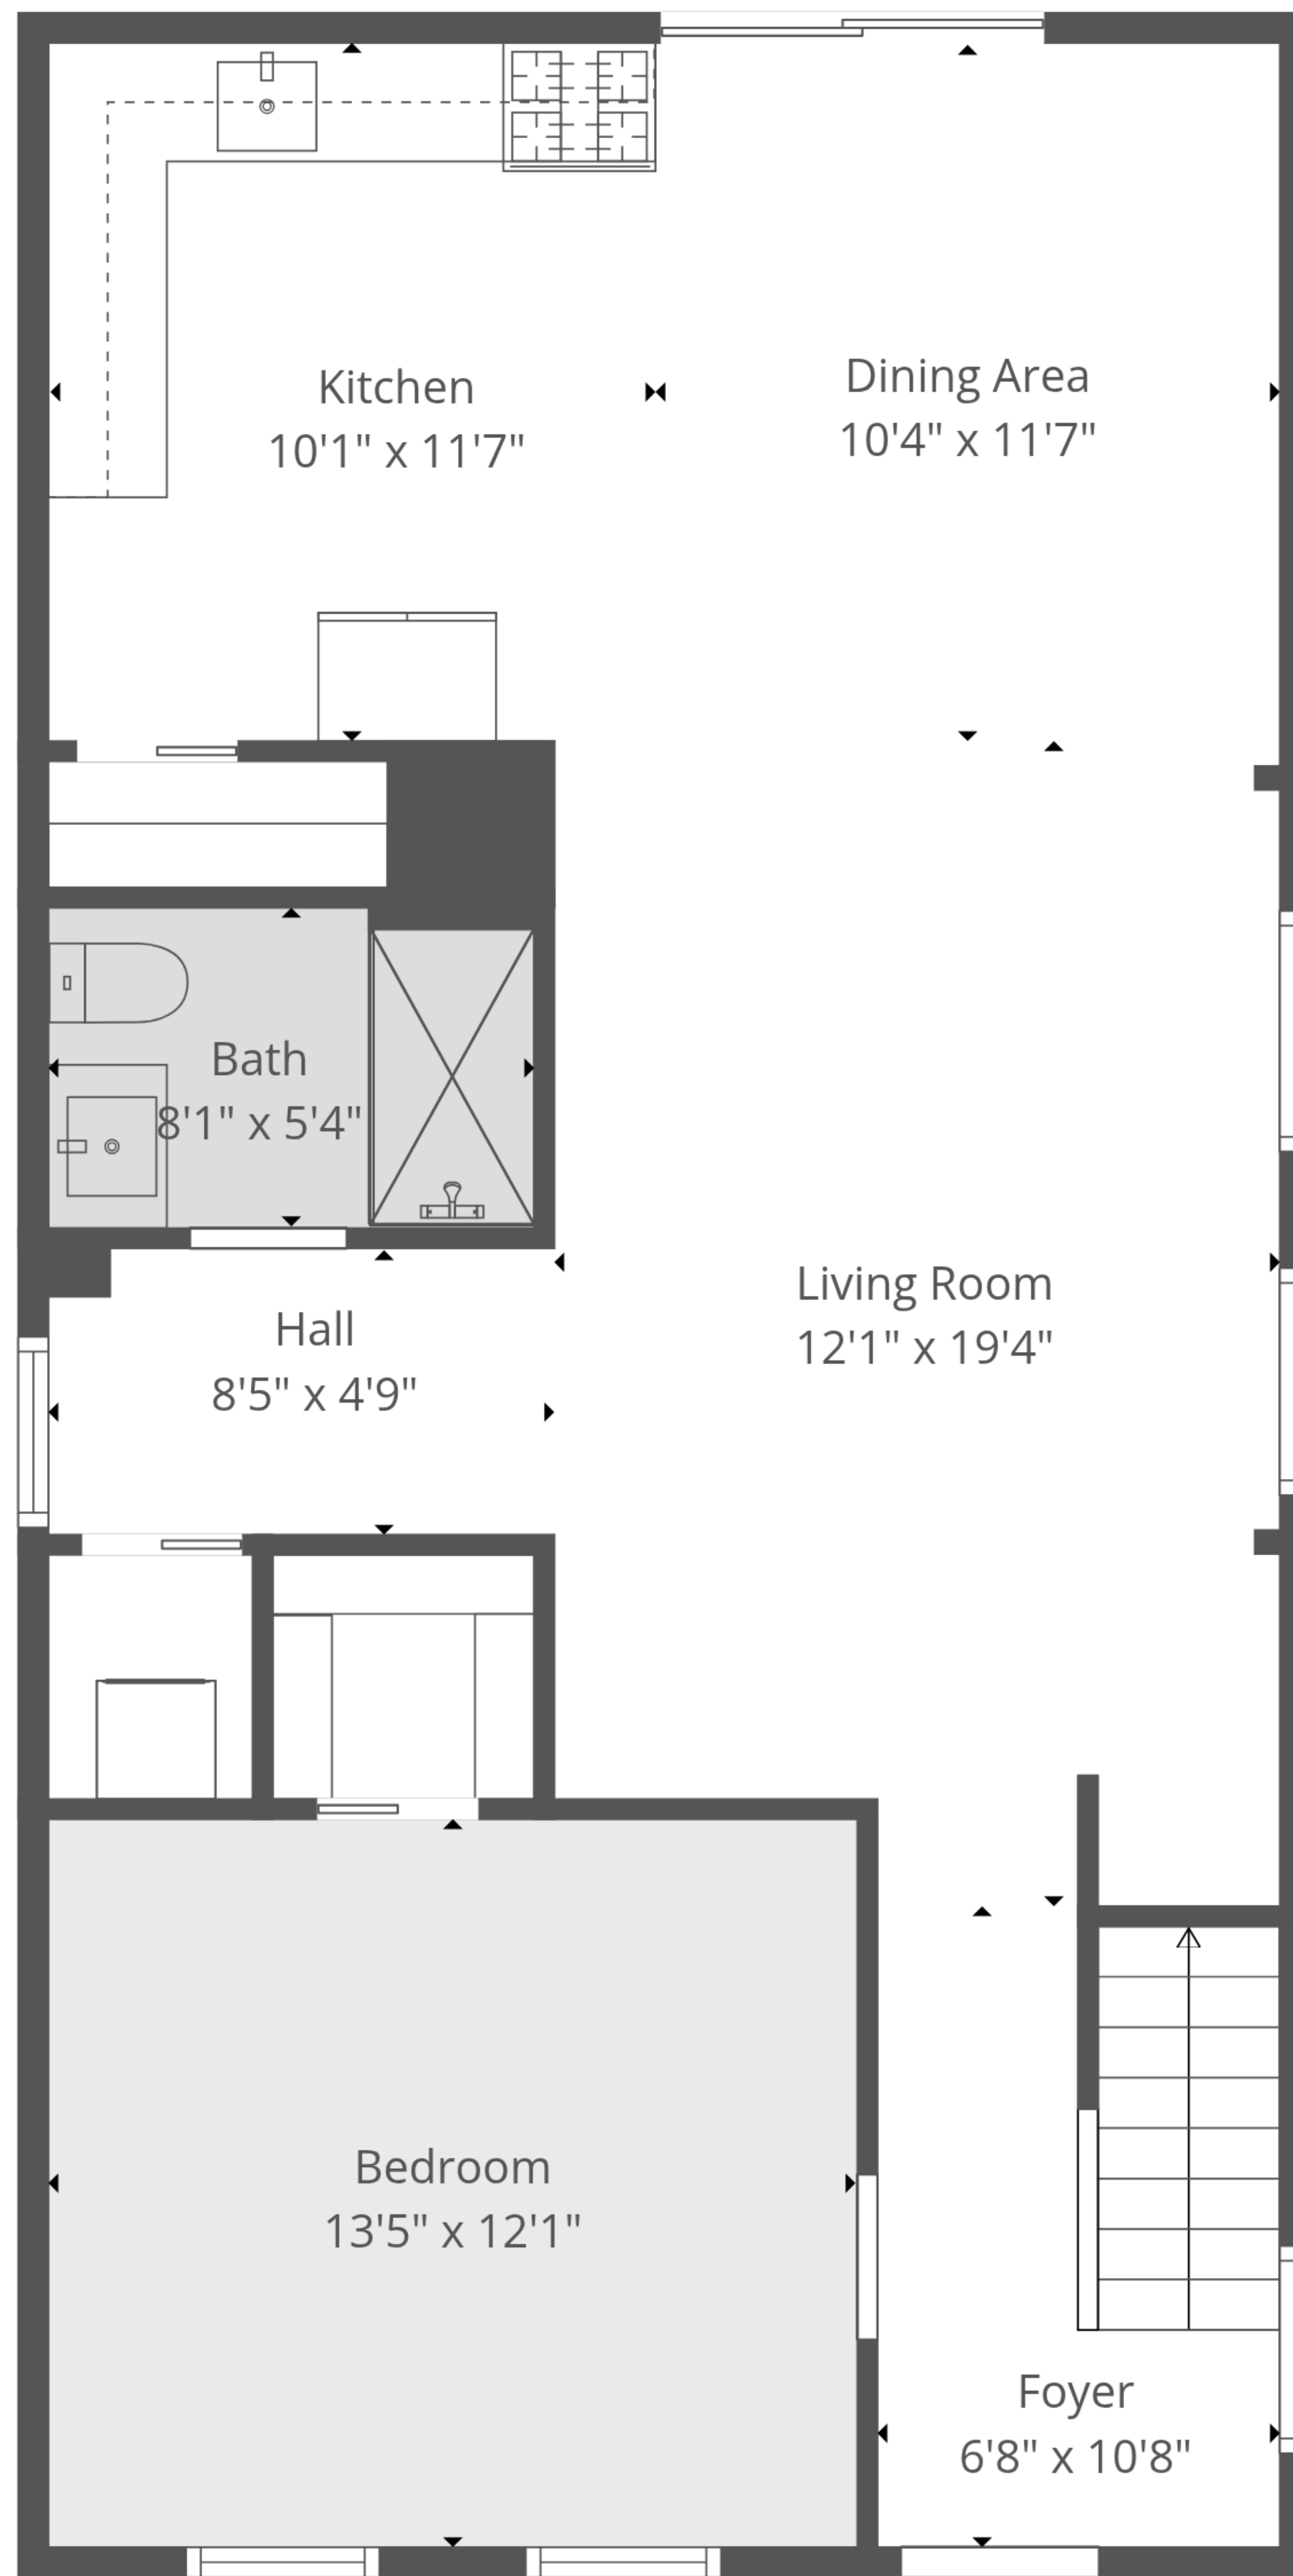 Kitchen
10'1" x 11'7"
Dining Area
10'4" x 11'7"
Bath
8'1" x 5'4"
Living Room
12'1" x 19'4"
Hall
8'5" x 4'9"
Bedroom
13'5" x 12'1"
Foyer
6'8" x 10'8"